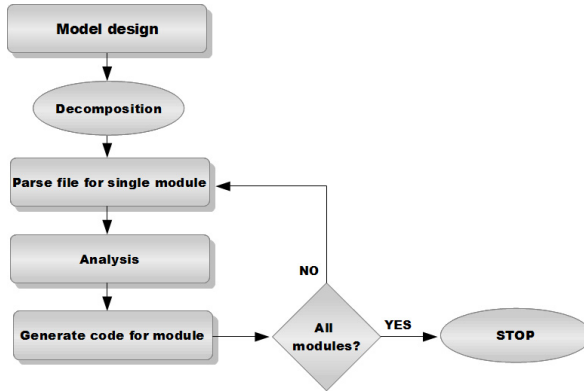 Model design
Decomposition
Parse file for single module
Analysis
Generate code for module
NO
All
modules?
YES
STOP